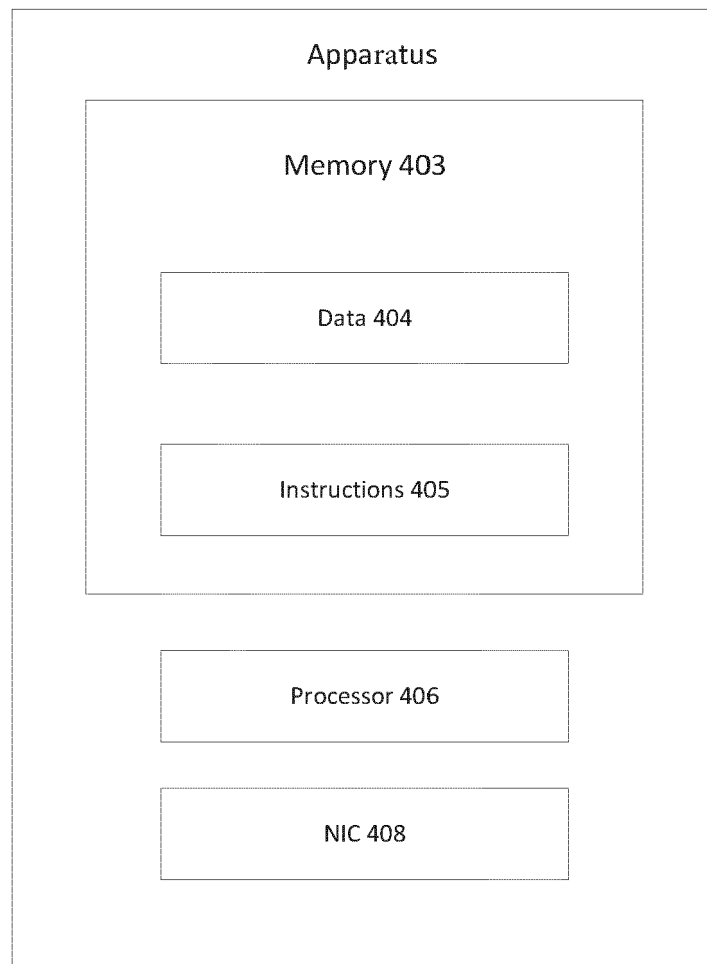 Apparatus
Memory 403
Data 404
Instructions 405
Processor 406
NIC 408